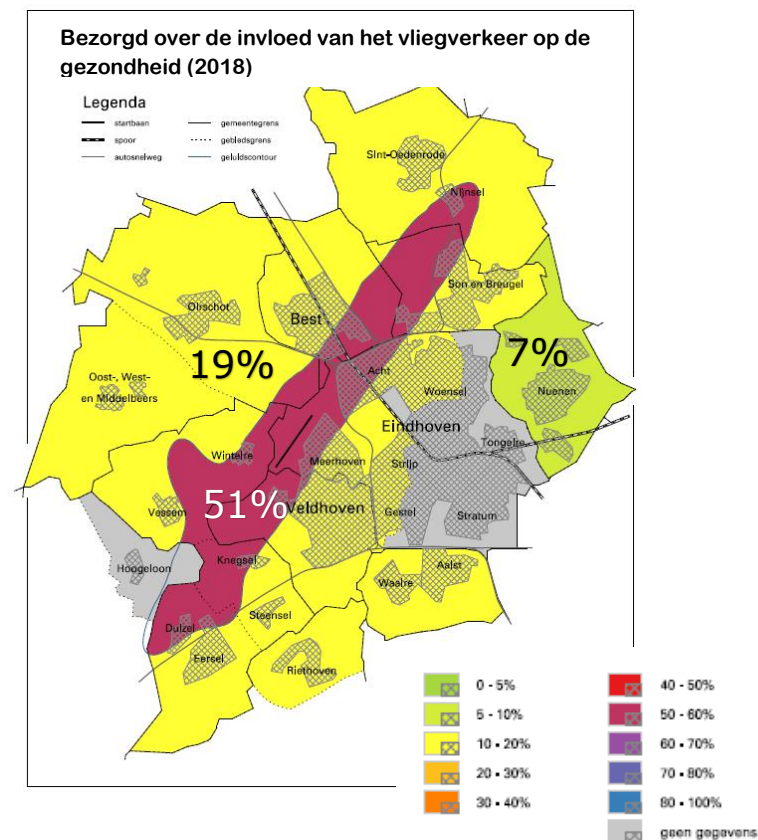 Bezorgd over de invloed van het vliegverkeer op de
gezondheid (2018)
Legenda
startbaan
gemeentegrens
spoor
gebiedsgrens
autosnelweg
geluidscontour
Sint-Oedenrode
Nijnsel
Son en Breugel
Oirschot
Best
7%
19%
Acht
Oost-, West-
en Middelbeers
Woensel
Nuenen
Eindhoven
Tongelre
Wintelre
Meerhoven
Strijp
51%
Veldhoven
Vessem
Gestel
Stratum
Hoogeloon
Knegsel
Aalst
Waalre
Steensel
Duizel
Eersel
Riethoven
0 - 5%
40 - 50%
5 - 10%
50 - 60%
10 - 20%
60 - 70%
20 - 30%
70 - 80%
30 - 40%
80 - 100%
geen gegevens